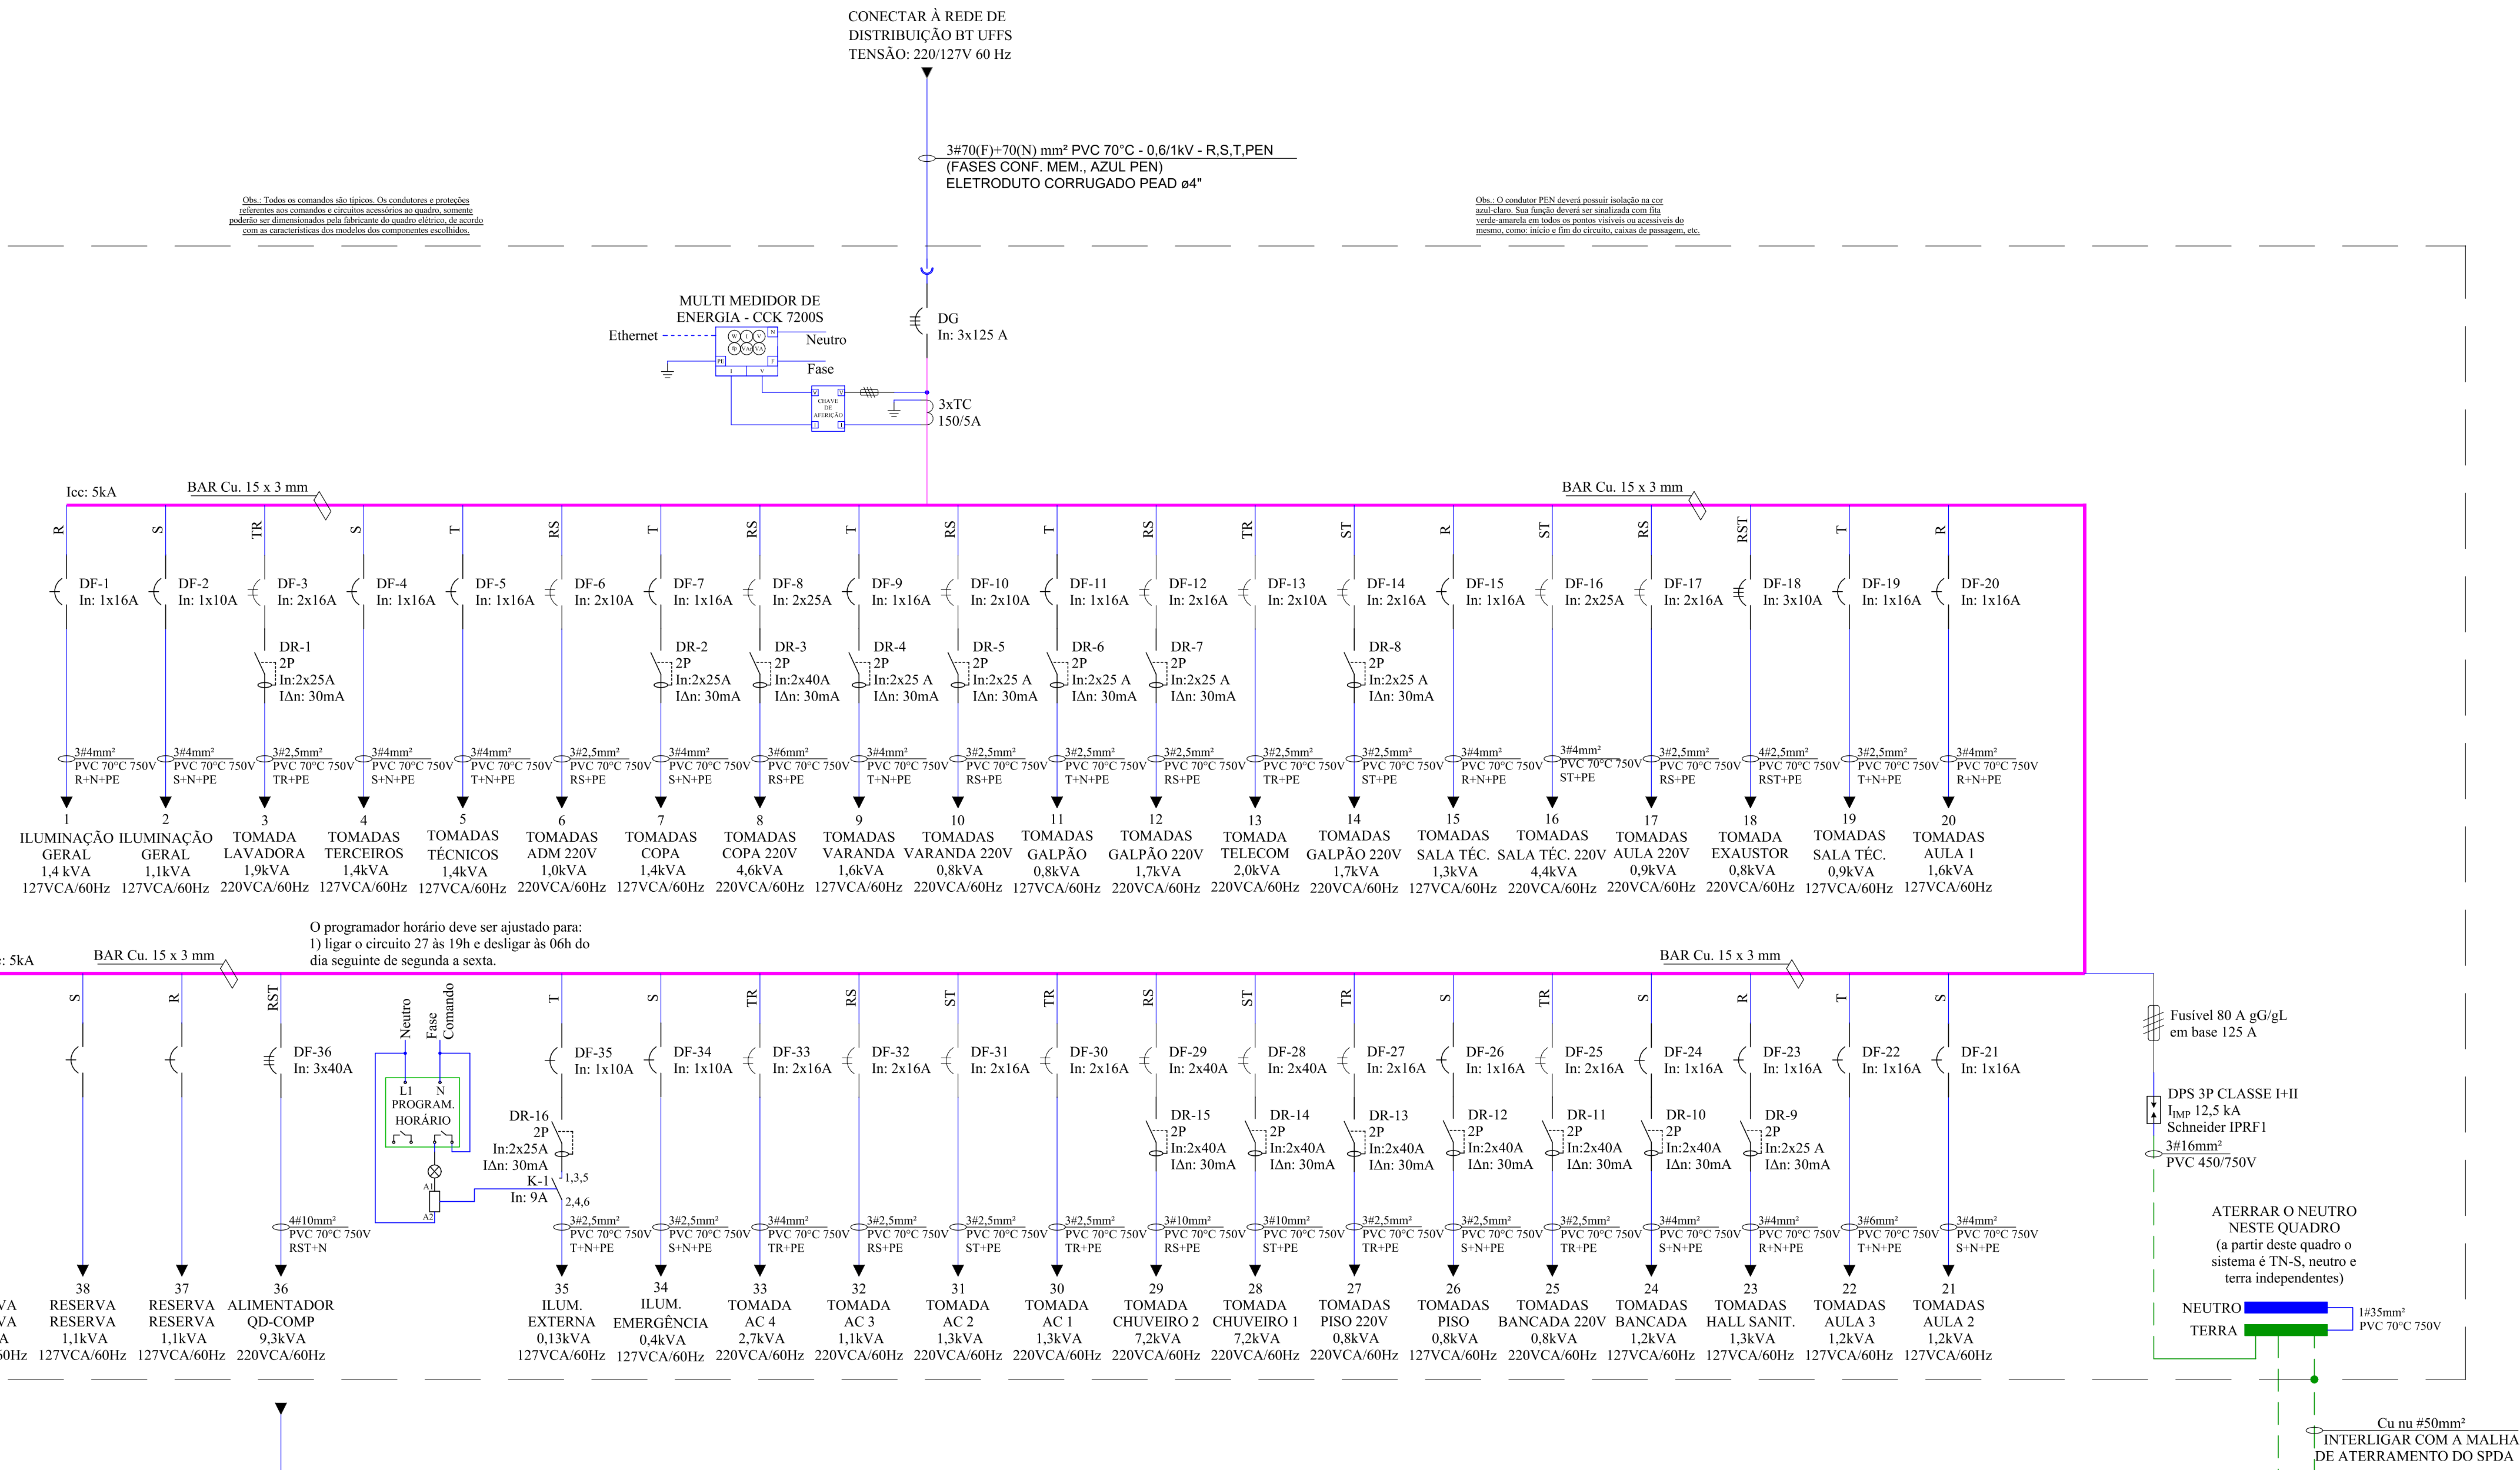 CONECTAR À REDE DE
DISTRIBUIÇÃO BT UFFS
TENSÃO: 220/127V 60 Hz
3#70(F)+70(N) mm² PVC 70°C - 0,6/1kV - R,S,T,PEN
(FASES CONF. MEM., AZUL PEN)
ELETRODUTO CORRUGADO PEAD ø4"
Obs.: Todos os comandos são típicos. Os condutores e proteções
referentes aos comandos e circuitos acessórios ao quadro, somente
poderão ser dimensionados pela fabricante do quadro elétrico, de acordo
com as características dos modelos dos componentes escolhidos.
Obs.: O condutor PEN deverá possuir isolação na cor
azul-claro. Sua função deverá ser sinalizada com fita
verde-amarela em todos os pontos visíveis ou acessíveis do
mesmo, como: início e fim do circuito, caixas de passagem, etc.
MULTI MEDIDOR DE
ENERGIA - CCK 7200S
Ethernet
W I V N
fp VAr VA
PE F
I V
Neutro
Fase
DG
In: 3x125 A
V V
CHAVE
DE
AFERIÇÃO
I I
3xTC
150/5A
Icc: 5kA
BAR Cu. 15 x 3 mm
BAR Cu. 15 x 3 mm
R S TR S T RS T RS T RS T RS TR ST R ST RS RST T R
DF-1 DF-2 DF-3 DF-4 DF-5 DF-6 DF-7 DF-8 DF-9 DF-10 DF-11 DF-12 DF-13 DF-14 DF-15 DF-16 DF-17 DF-18 DF-19 DF-20
In: 1x16A In: 1x10A In: 2x16A In: 1x16A In: 1x16A In: 2x10A In: 1x16A In: 2x25A In: 1x16A In: 2x10A In: 1x16A In: 2x16A In: 2x10A In: 2x16A In: 1x16A In: 2x25A In: 2x16A In: 3x10A In: 1x16A In: 1x16A
DR-1 DR-2 DR-3 DR-4 DR-5 DR-6 DR-7 DR-8
2P 2P 2P 2P 2P 2P 2P 2P
In:2x25A In:2x25A In:2x40A In:2x25 A In:2x25 A In:2x25 A In:2x25 A In:2x25 A
IΔn: 30mA IΔn: 30mA IΔn: 30mA IΔn: 30mA IΔn: 30mA IΔn: 30mA IΔn: 30mA IΔn: 30mA
3#4mm² 3#4mm² 3#2,5mm² 3#4mm² 3#4mm² 3#2,5mm² 3#4mm² 3#6mm² 3#4mm² 3#2,5mm² 3#2,5mm² 3#2,5mm² 3#2,5mm² 3#2,5mm² 3#4mm² 3#4mm² 3#2,5mm² 4#2,5mm² 3#2,5mm² 3#4mm²
PVC 70°C 750V PVC 70°C 750V PVC 70°C 750V PVC 70°C 750V PVC 70°C 750V PVC 70°C 750V PVC 70°C 750V PVC 70°C 750V PVC 70°C 750V PVC 70°C 750V PVC 70°C 750V PVC 70°C 750V PVC 70°C 750V PVC 70°C 750V PVC 70°C 750V PVC 70°C 750V PVC 70°C 750V PVC 70°C 750V PVC 70°C 750V PVC 70°C 750V
R+N+PE S+N+PE TR+PE S+N+PE T+N+PE RS+PE S+N+PE RS+PE T+N+PE RS+PE T+N+PE RS+PE TR+PE ST+PE R+N+PE ST+PE RS+PE RST+PE T+N+PE R+N+PE
1 2 3 4 5 6 7 8 9 10 11 12 13 14 15 16 17 18 19 20
ILUMINAÇÃO ILUMINAÇÃO TOMADA TOMADAS TOMADAS TOMADAS TOMADAS TOMADAS TOMADAS TOMADAS TOMADAS TOMADAS TOMADA TOMADAS TOMADAS TOMADAS TOMADAS TOMADA TOMADAS TOMADAS
GERAL GERAL LAVADORA TERCEIROS TÉCNICOS ADM 220V COPA COPA 220V VARANDA VARANDA 220V GALPÃO GALPÃO 220V TELECOM GALPÃO 220V SALA TÉC. SALA TÉC. 220V AULA 220V EXAUSTOR SALA TÉC. AULA 1
1,4 kVA 1,1kVA 1,9kVA 1,4kVA 1,4kVA 1,0kVA 1,4kVA 4,6kVA 1,6kVA 0,8kVA 0,8kVA 1,7kVA 2,0kVA 1,7kVA 1,3kVA 4,4kVA 0,9kVA 0,8kVA 0,9kVA 1,6kVA
127VCA/60Hz 127VCA/60Hz 220VCA/60Hz 127VCA/60Hz 127VCA/60Hz 220VCA/60Hz 127VCA/60Hz 220VCA/60Hz 127VCA/60Hz 220VCA/60Hz 127VCA/60Hz 220VCA/60Hz 220VCA/60Hz 220VCA/60Hz 127VCA/60Hz 220VCA/60Hz 220VCA/60Hz 220VCA/60Hz 127VCA/60Hz 127VCA/60Hz
O programador horário deve ser ajustado para:
1) ligar o circuito 27 às 19h e desligar às 06h do
dia seguinte de segunda a sexta.
: 5kA
BAR Cu. 15 x 3 mm
BAR Cu. 15 x 3 mm
S R RST T S TR RS ST TR RS ST TR S TR S R T S
Neutro
Fase
Comando
L1 N
PROGRAM.
HORÁRIO
A1
A2
DF-36 DF-35 DF-34 DF-33 DF-32 DF-31 DF-30 DF-29 DF-28 DF-27 DF-26 DF-25 DF-24 DF-23 DF-22 DF-21
In: 3x40A In: 1x10A In: 1x10A In: 2x16A In: 2x16A In: 2x16A In: 2x16A In: 2x40A In: 2x40A In: 2x16A In: 1x16A In: 2x16A In: 1x16A In: 1x16A In: 1x16A In: 1x16A
DR-16 DR-15 DR-14 DR-13 DR-12 DR-11 DR-10 DR-9
2P 2P 2P 2P 2P 2P 2P 2P
In:2x25A In:2x40A In:2x40A In:2x40A In:2x40A In:2x40A In:2x40A In:2x25 A
IΔn: 30mA IΔn: 30mA IΔn: 30mA IΔn: 30mA IΔn: 30mA IΔn: 30mA IΔn: 30mA IΔn: 30mA
K-1 1,3,5
In: 9A 2,4,6
4#10mm² 3#2,5mm² 3#2,5mm² 3#4mm² 3#2,5mm² 3#2,5mm² 3#2,5mm² 3#10mm² 3#10mm² 3#2,5mm² 3#2,5mm² 3#2,5mm² 3#4mm² 3#4mm² 3#6mm² 3#4mm²
PVC 70°C 750V PVC 70°C 750V PVC 70°C 750V PVC 70°C 750V PVC 70°C 750V PVC 70°C 750V PVC 70°C 750V PVC 70°C 750V PVC 70°C 750V PVC 70°C 750V PVC 70°C 750V PVC 70°C 750V PVC 70°C 750V PVC 70°C 750V PVC 70°C 750V PVC 70°C 750V
RST+N T+N+PE S+N+PE TR+PE RS+PE ST+PE TR+PE RS+PE ST+PE TR+PE S+N+PE TR+PE S+N+PE R+N+PE T+N+PE S+N+PE
38 37 36 35 34 33 32 31 30 29 28 27 26 25 24 23 22 21
VA RESERVA RESERVA ALIMENTADOR ILUM. ILUM. TOMADA TOMADA TOMADA TOMADA TOMADA TOMADA TOMADAS TOMADAS TOMADAS TOMADAS TOMADAS TOMADAS TOMADAS
VA RESERVA RESERVA QD-COMP EXTERNA EMERGÊNCIA AC 4 AC 3 AC 2 AC 1 CHUVEIRO 2 CHUVEIRO 1 PISO 220V PISO BANCADA 220V BANCADA HALL SANIT. AULA 3 AULA 2
A 1,1kVA 1,1kVA 9,3kVA 0,13kVA 0,4kVA 2,7kVA 1,1kVA 1,3kVA 1,3kVA 7,2kVA 7,2kVA 0,8kVA 0,8kVA 0,8kVA 1,2kVA 1,3kVA 1,2kVA 1,2kVA
60Hz 127VCA/60Hz 127VCA/60Hz 220VCA/60Hz 127VCA/60Hz 127VCA/60Hz 220VCA/60Hz 220VCA/60Hz 220VCA/60Hz 220VCA/60Hz 220VCA/60Hz 220VCA/60Hz 220VCA/60Hz 127VCA/60Hz 220VCA/60Hz 127VCA/60Hz 127VCA/60Hz 127VCA/60Hz 127VCA/60Hz
Fusível 80 A gG/gL
em base 125 A
DPS 3P CLASSE I+II
IIMP 12,5 kA
Schneider IPRF1
3#16mm²
PVC 450/750V
ATERRAR O NEUTRO
NESTE QUADRO
(a partir deste quadro o
sistema é TN-S, neutro e
terra independentes)
NEUTRO
TERRA
1#35mm²
PVC 70°C 750V
Cu nu #50mm²
INTERLIGAR COM A MALHA
DE ATERRAMENTO DO SPDA